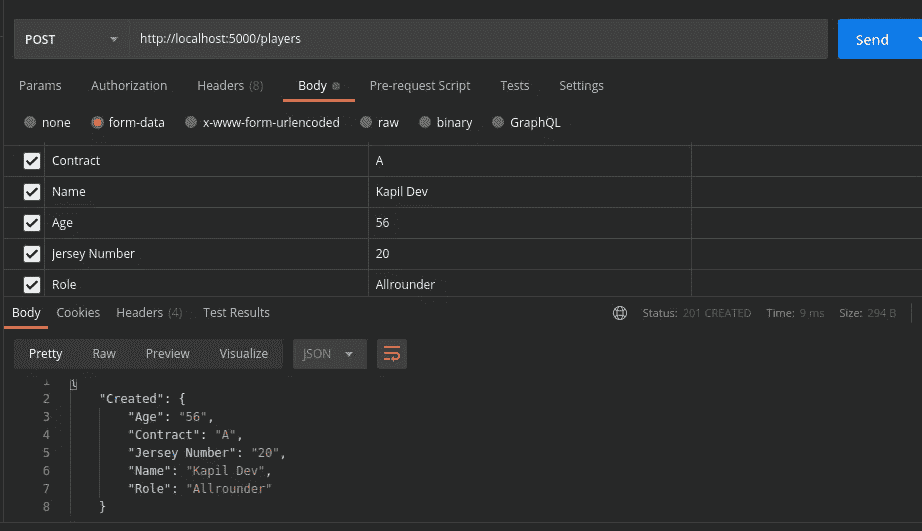 POST http://localhost:5000/players Send
Params Authorization Headers (8) Body Pre-request Script Tests Settings
none form-data x-www-form-urlencoded raw binary GraphQL
Contract A
Name Kapil Dev
Age 56
Jersey Number 20
Role Allrounder
Body Cookies Headers (4) Test Results Status: 201 CREATED Time: 9 ms Size: 294 B
Pretty Raw Preview Visualize JSON
1 {
2 "Created": {
3 "Age": "56",
4 "Contract": "A",
5 "Jersey Number": "20",
6 "Name": "Kapil Dev",
7 "Role": "Allrounder"
8 }